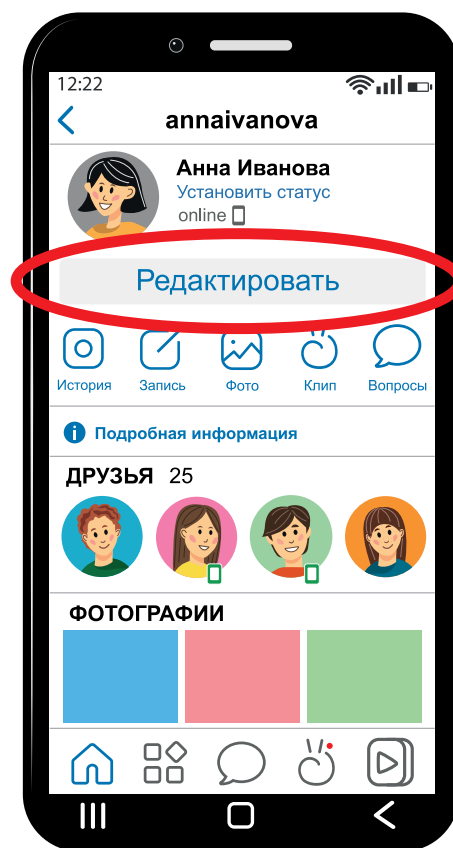 12:22
annaivanova
Анна Иванова
Установить статус
online
Редактировать
История Запись Фото Клип Вопросы
Подробная информация
ДРУЗЬЯ 25
ФОТОГРАФИИ